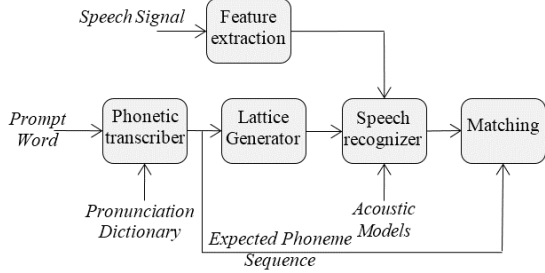 Speech Signal
Feature
extraction
Prompt
Word
Phonetic
transcriber
Lattice
Generator
Speech
recognizer
Matching
Pronunciation
Dictionary
Expected Phoneme
Sequence
Acoustic
Models